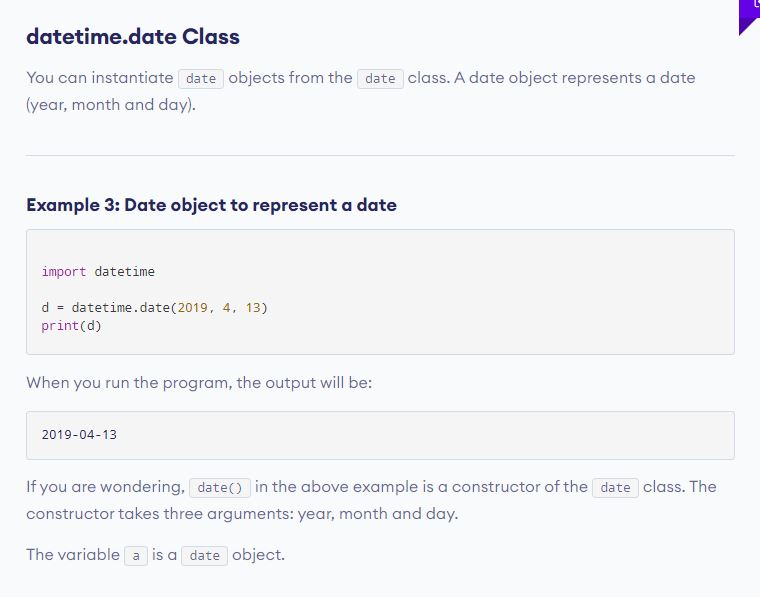 datetime.date Class
You can instantiate date objects from the date class. A date object represents a date
(year, month and day).
Example 3: Date object to represent a date
import datetime
d = datetime.date(2019, 4, 13)
print(d)
When you run the program, the output will be:
2019-04-13
If you are wondering, date() in the above example is a constructor of the date class. The
constructor takes three arguments: year, month and day.
The variable a is a date object.